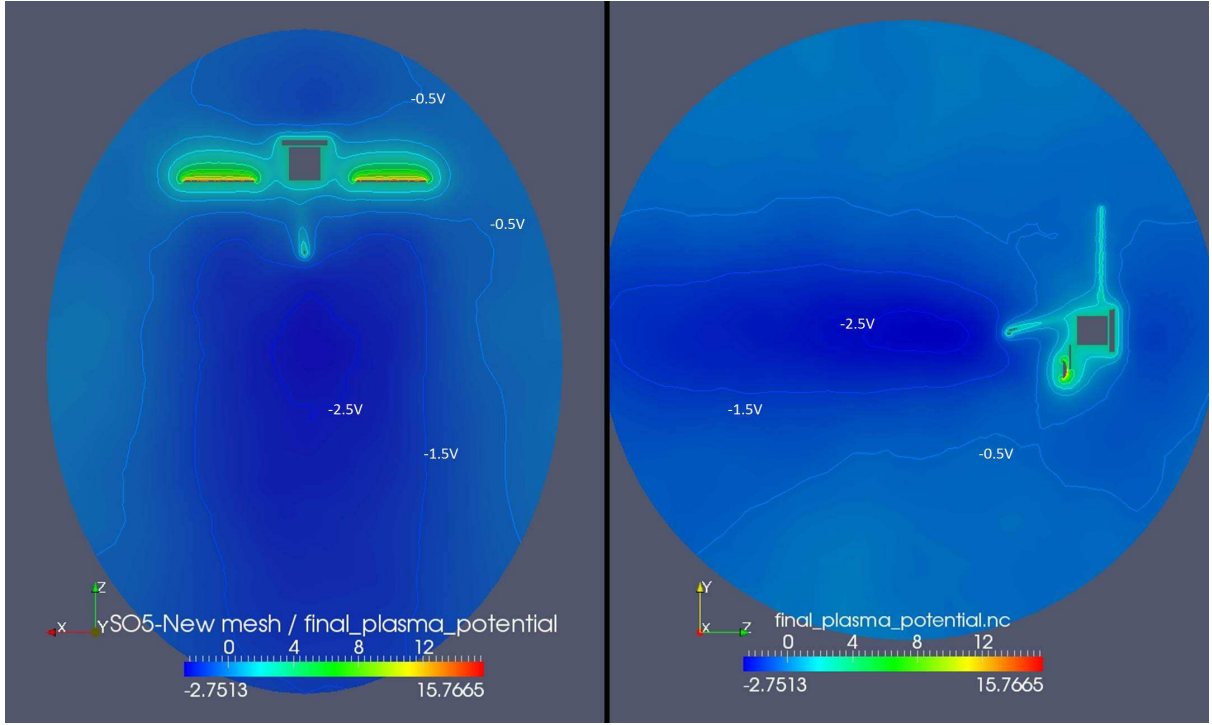 -0.5V
-0.5V
-2.5V
-1.5V
Z
X
Y
SO5-New mesh / final_plasma_potential
0 4 8 12
-2.7513 15.7665
-2.5V
-1.5V
-0.5V
Y
X
Z
final_plasma_potential.nc
0 4 8 12
-2.7513 15.7665